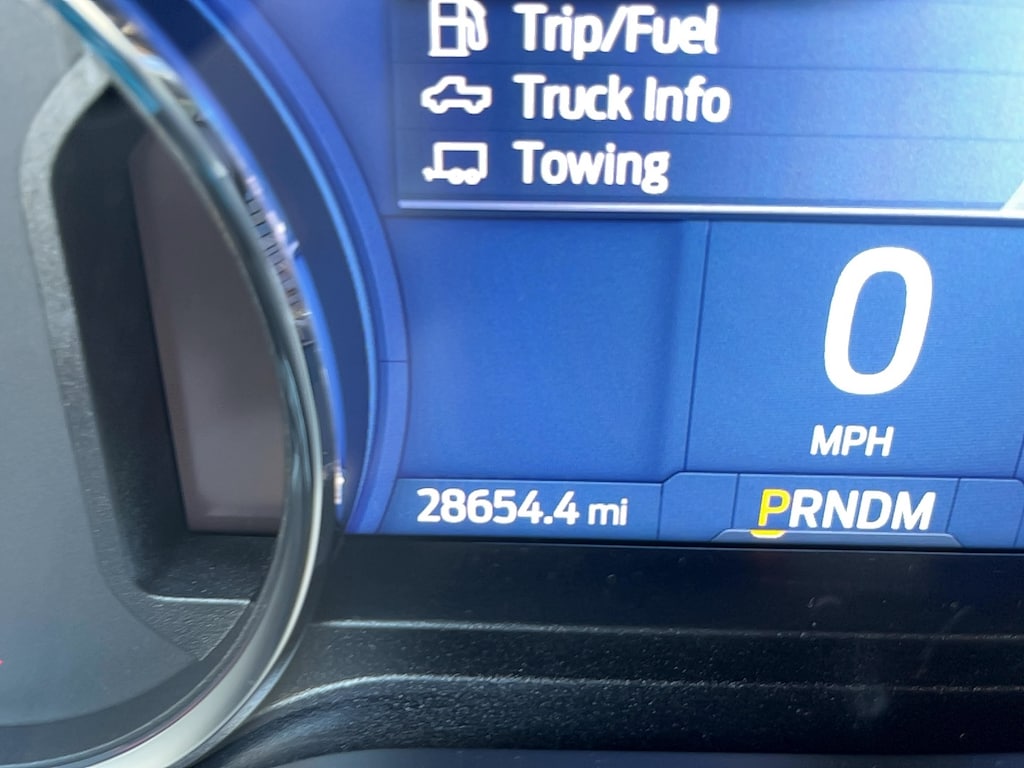 Trip/Fuel
Truck Info
Towing
0
MPH
28654.4 mi
PRNDM